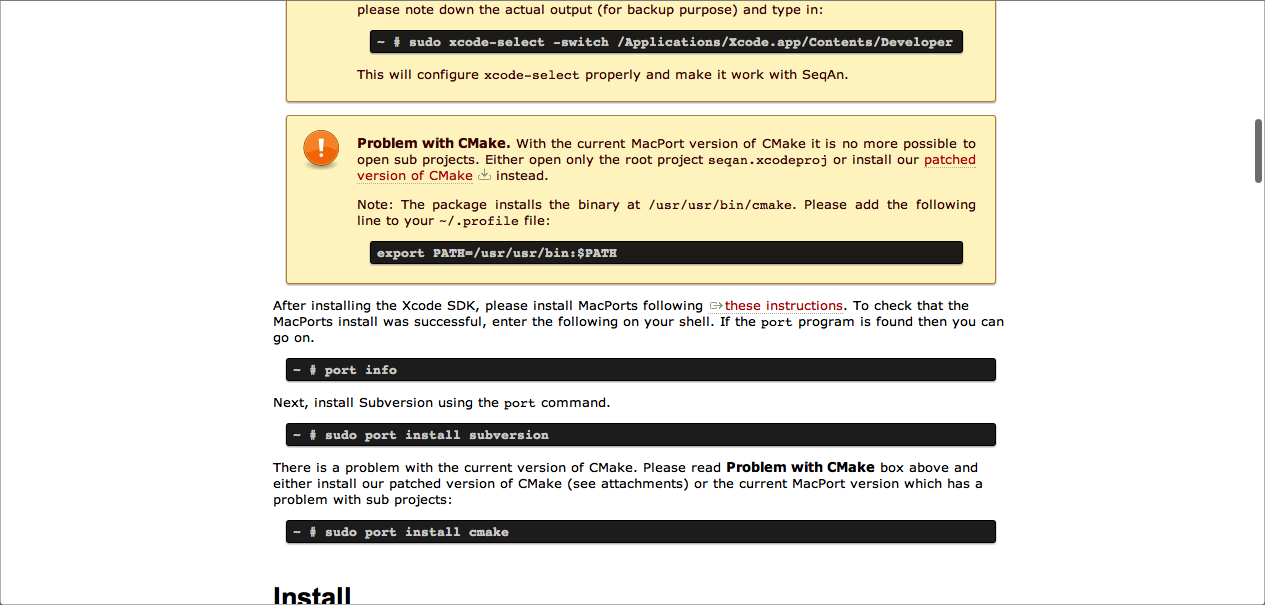 please note down the actual output (for backup purpose) and type in:
~ # sudo xcode-select -switch /Applications/Xcode.app/Contents/Developer
This will configure xcode-select properly and make it work with SeqAn.
Problem with CMake. With the current MacPort version of CMake it is no more possible to
open sub projects. Either open only the root project seqan.xcodeproj or install our patched
version of CMake instead.
Note: The package installs the binary at /usr/usr/bin/cmake. Please add the following
line to your ~/.profile file:
export PATH=/usr/usr/bin:$PATH
After installing the Xcode SDK, please install MacPorts following these instructions. To check that the
MacPorts install was successful, enter the following on your shell. If the port program is found then you can
go on.
~ # port info
Next, install Subversion using the port command.
~ # sudo port install subversion
There is a problem with the current version of CMake. Please read Problem with CMake box above and
either install our patched version of CMake (see attachments) or the current MacPort version which has a
problem with sub projects:
~ # sudo port install cmake
Install